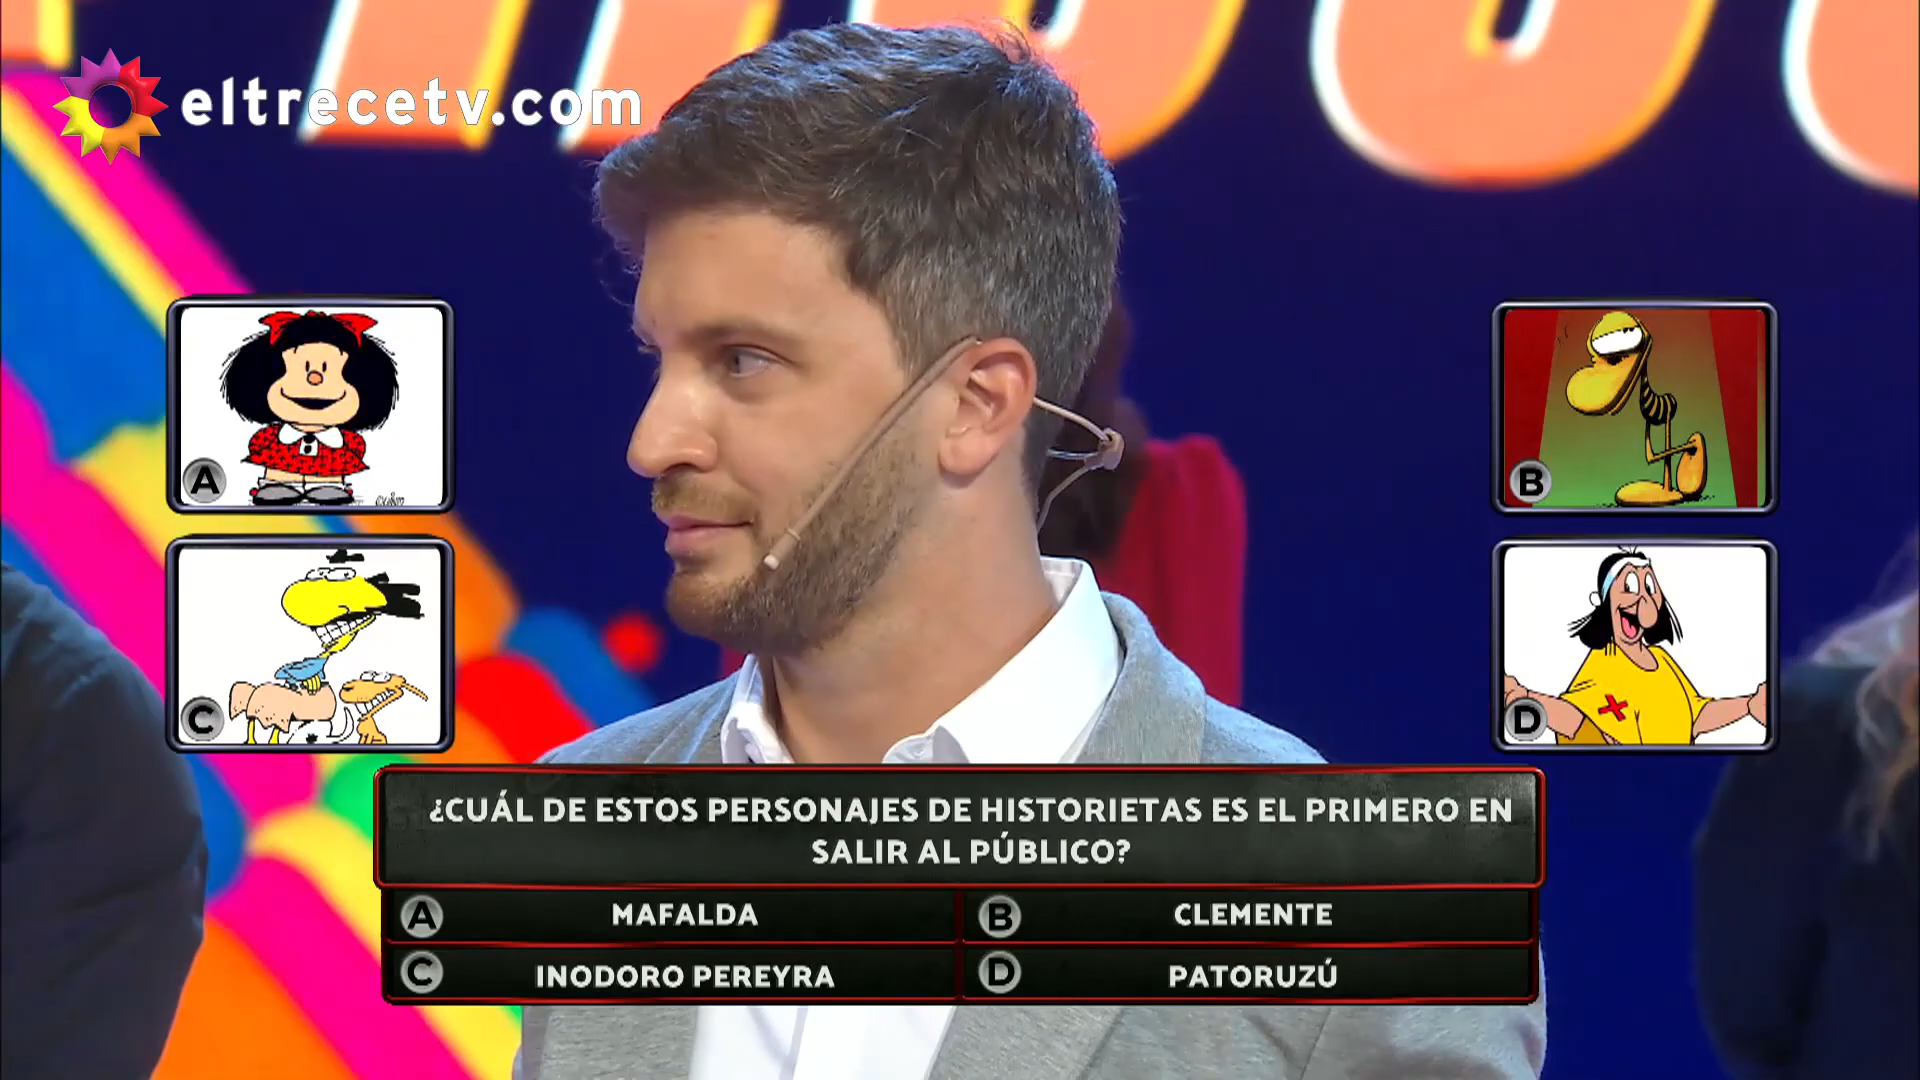 eltrecetv.com
A
B
C
D
¿CUÁL DE ESTOS PERSONAJES DE HISTORIETAS ES EL PRIMERO EN
SALIR AL PÚBLICO?
A MAFALDA
B CLEMENTE
C INODORO PEREYRA
D PATORUZÚ